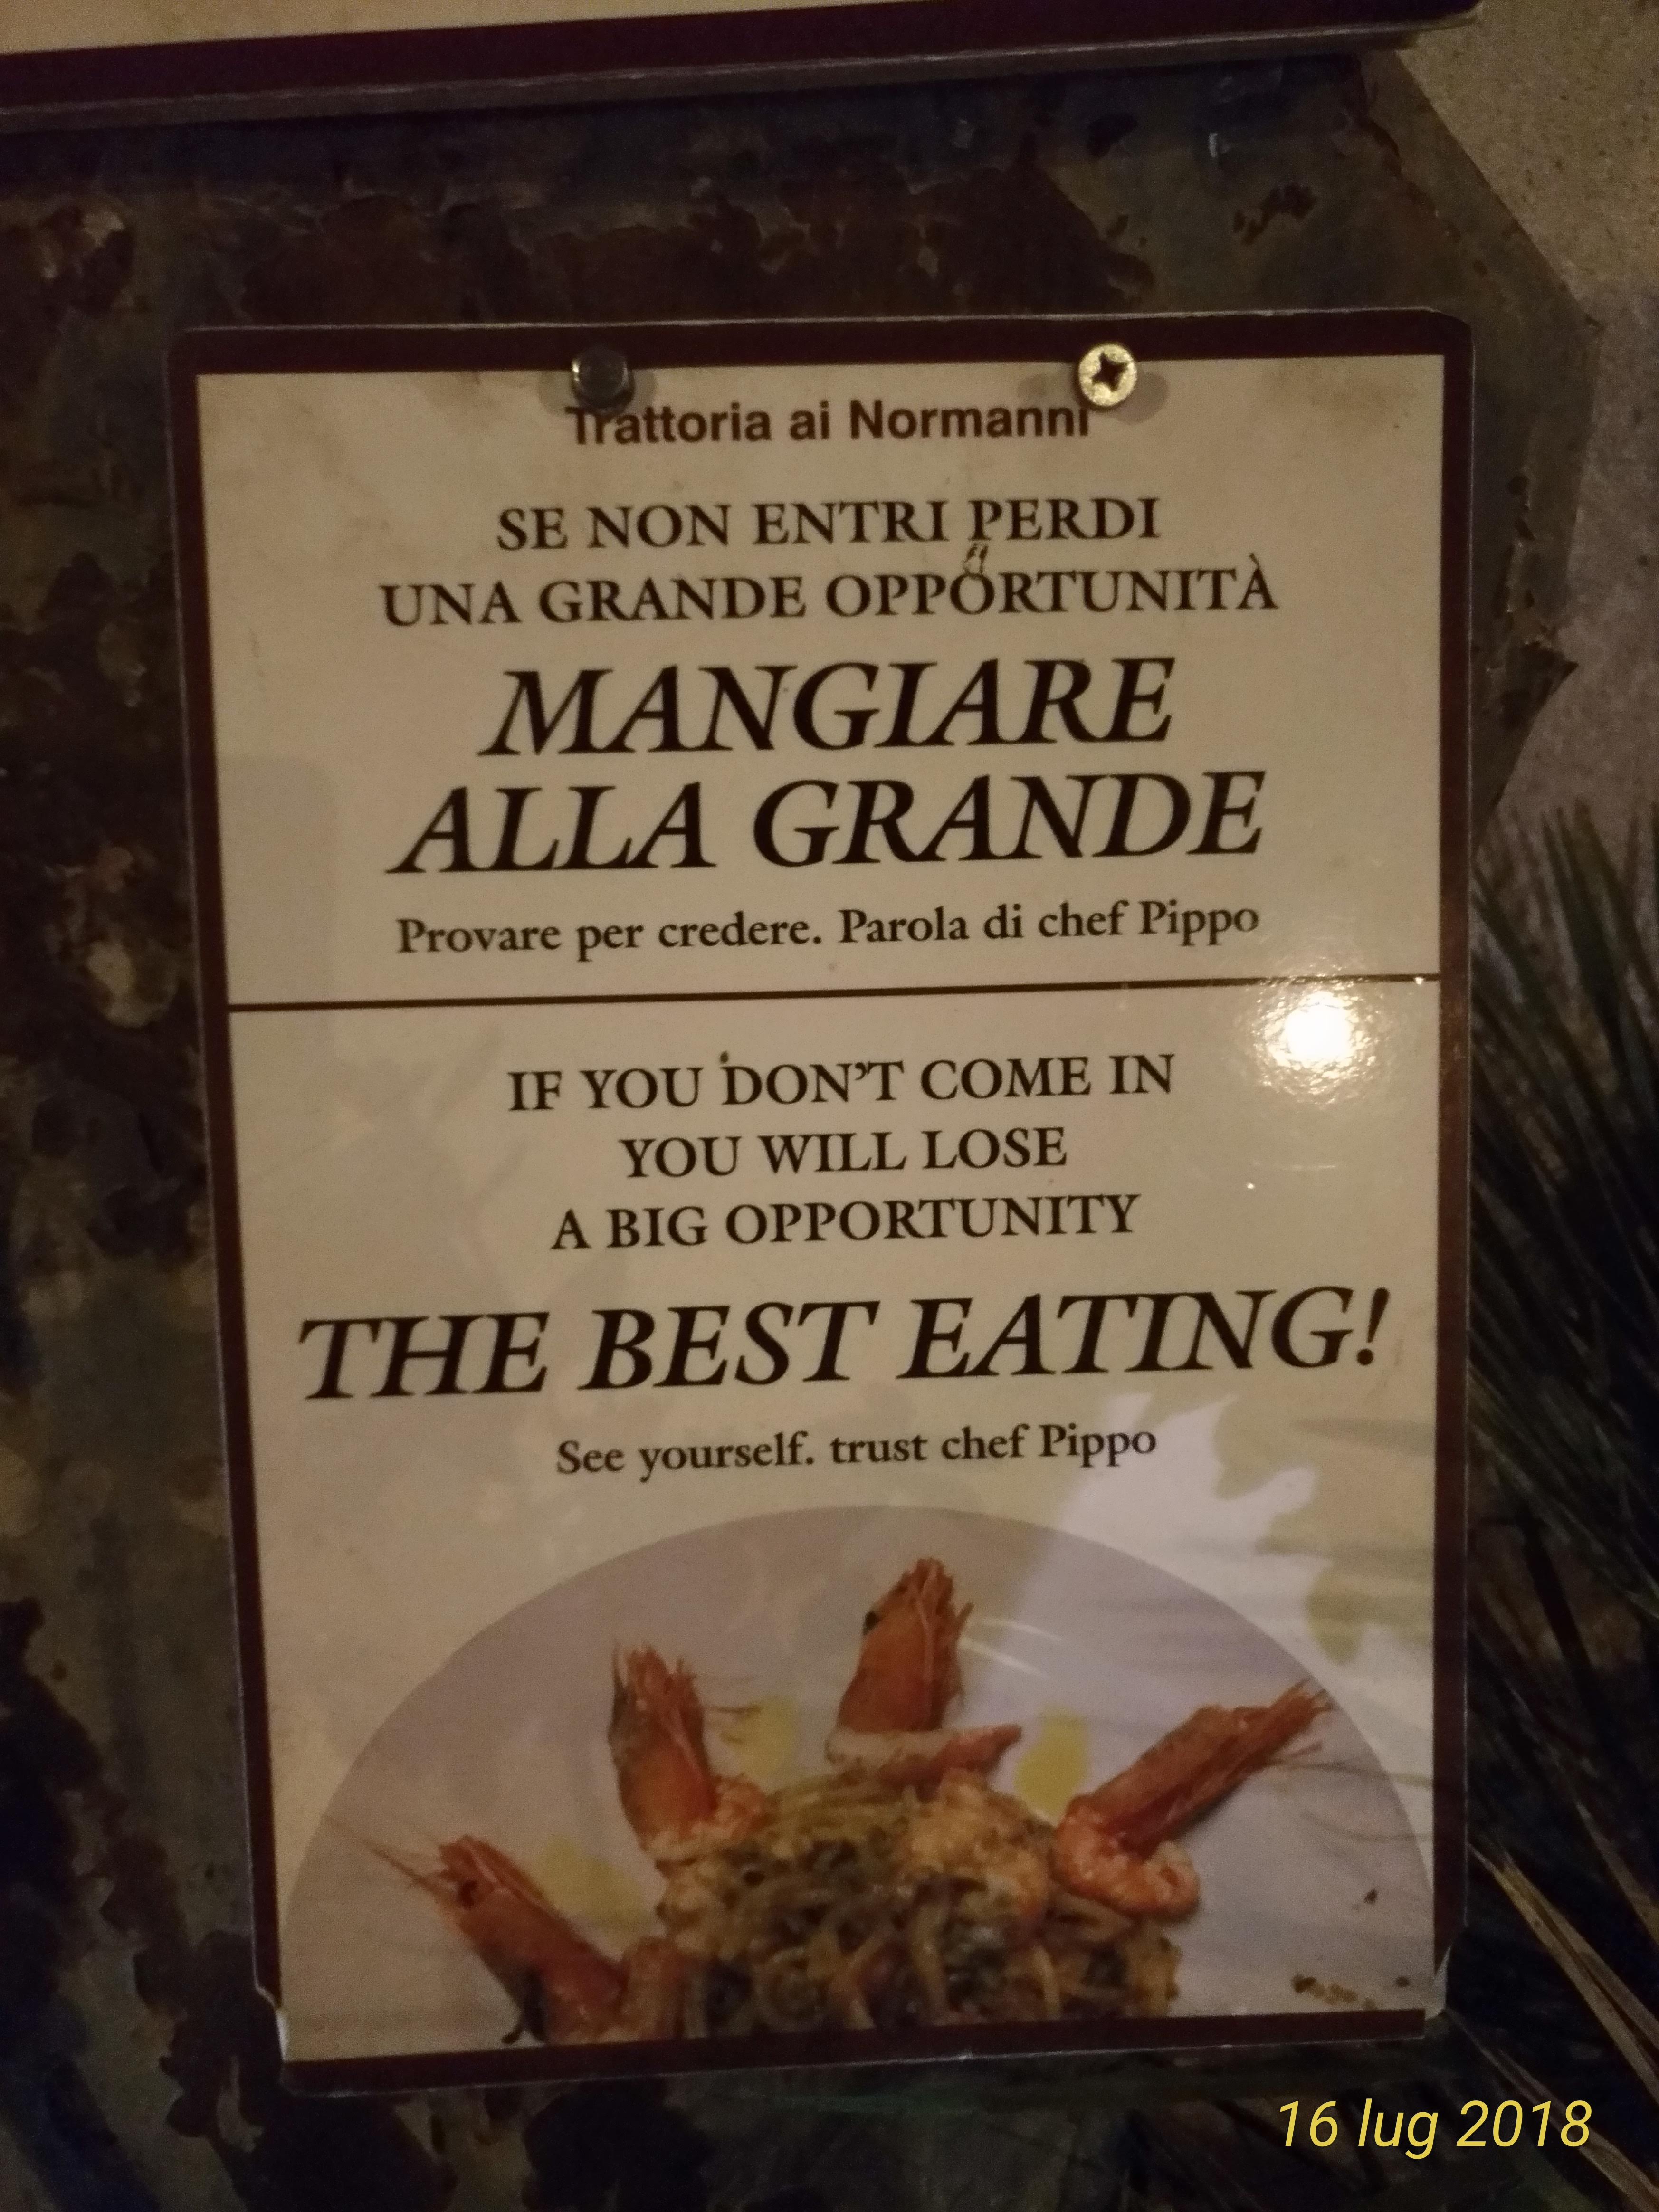 Trattoria ai Normanni
SE NON ENTRI PERDI
UNA GRANDE OPPORTUNITÀ
MANGIARE
ALLA GRANDE
Provare per credere. Parola di chef Pippo
IF YOU DON'T COME IN
YOU WILL LOSE
A BIG OPPORTUNITY
THE BEST EATING!
See yourself. trust chef Pippo
16 lug 2018